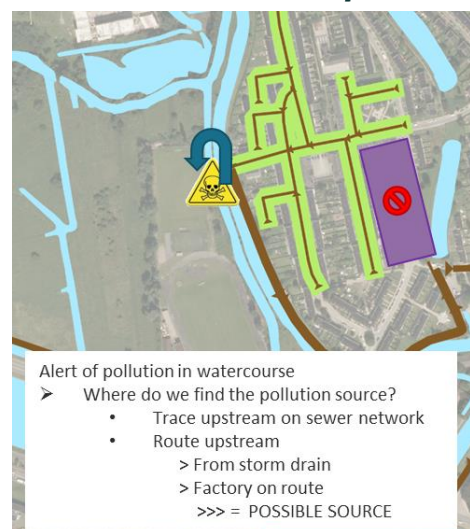 Alert of pollution in watercourse
➤ Where do we find the pollution source?
• Trace upstream on sewer network
• Route upstream
> From storm drain
> Factory on route
>>> = POSSIBLE SOURCE